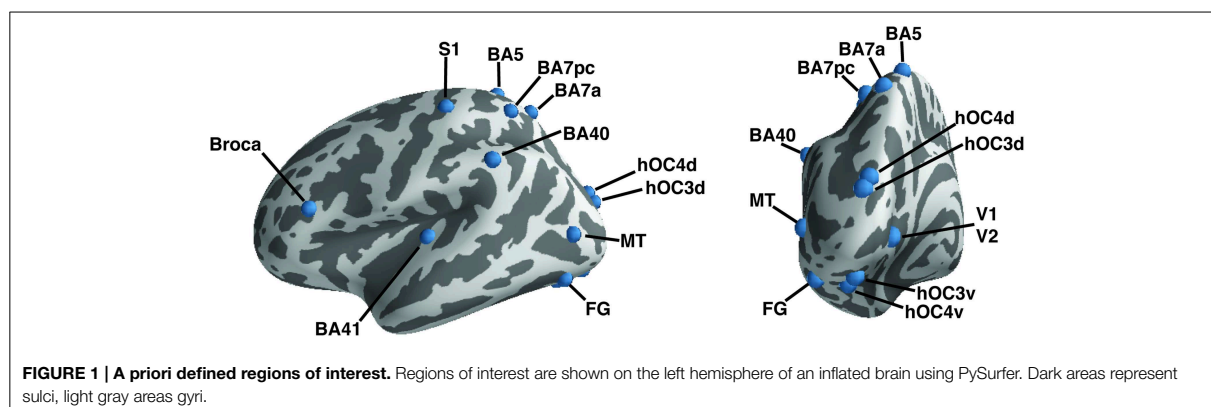 S1
BA5
BA7pc
BA7a
Broca
BA40
hOC4d
hOC3d
MT
FG
BA41
BA5
BA7a
BA7pc
hOC4d
hOC3d
BA40
MT
V1
V2
FG
hOC3v
hOC4v
FIGURE 1 | A priori defined regions of interest. Regions of interest are shown on the left hemisphere of an inflated brain using PySurfer. Dark areas represent
sulci, light gray areas gyri.